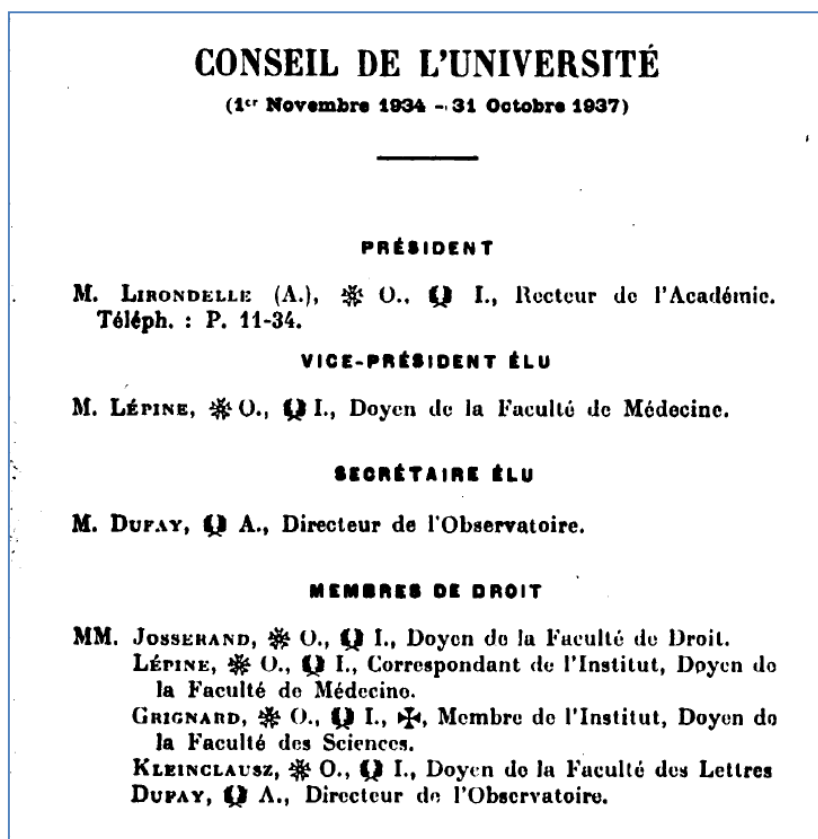 CONSEIL DE L'UNIVERSITÉ
(1er Novembre 1934 - 31 Octobre 1937)
PRÉSIDENT
M. LIRONDELLE (A.), ❋ O., ❂ I., Recteur de l'Académie.
Téléph. : P. 11-34.
VICE-PRÉSIDENT ÉLU
M. LÉPINE, ❋ O., ❂ I., Doyen de la Faculté de Médecine.
SECRÉTAIRE ÉLU
M. DUFAY, ❂ A., Directeur de l'Observatoire.
MEMBRES DE DROIT
MM. JOSSERAND, ❋ O., ❂ I., Doyen de la Faculté de Droit.
LÉPINE, ❋ O., ❂ I., Correspondant de l'Institut, Doyen de
la Faculté de Médecine.
GRIGNARD, ❋ O., ❂ I., ✠, Membre de l'Institut, Doyen de
la Faculté des Sciences.
KLEINCLAUSZ, ❋ O., ❂ I., Doyen de la Faculté des Lettres
DUFAY, ❂ A., Directeur de l'Observatoire.